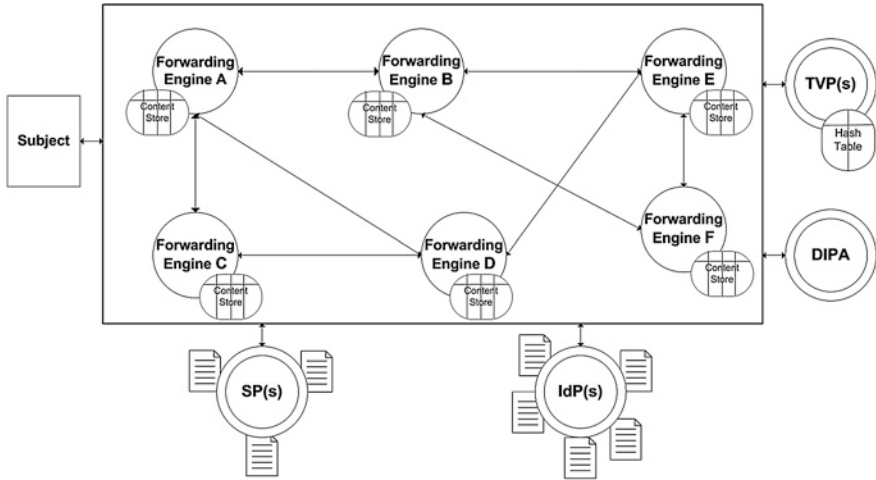 Forwarding
Engine A
Content
Store
Forwarding
Engine B
Content
Store
Forwarding
Engine E
Content
Store
TVP(s)
Hash
Table
Subject
Forwarding
Engine C
Content
Store
Forwarding
Engine D
Content
Store
Forwarding
Engine F
Content
Store
DIPA
SP(s)
IdP(s)